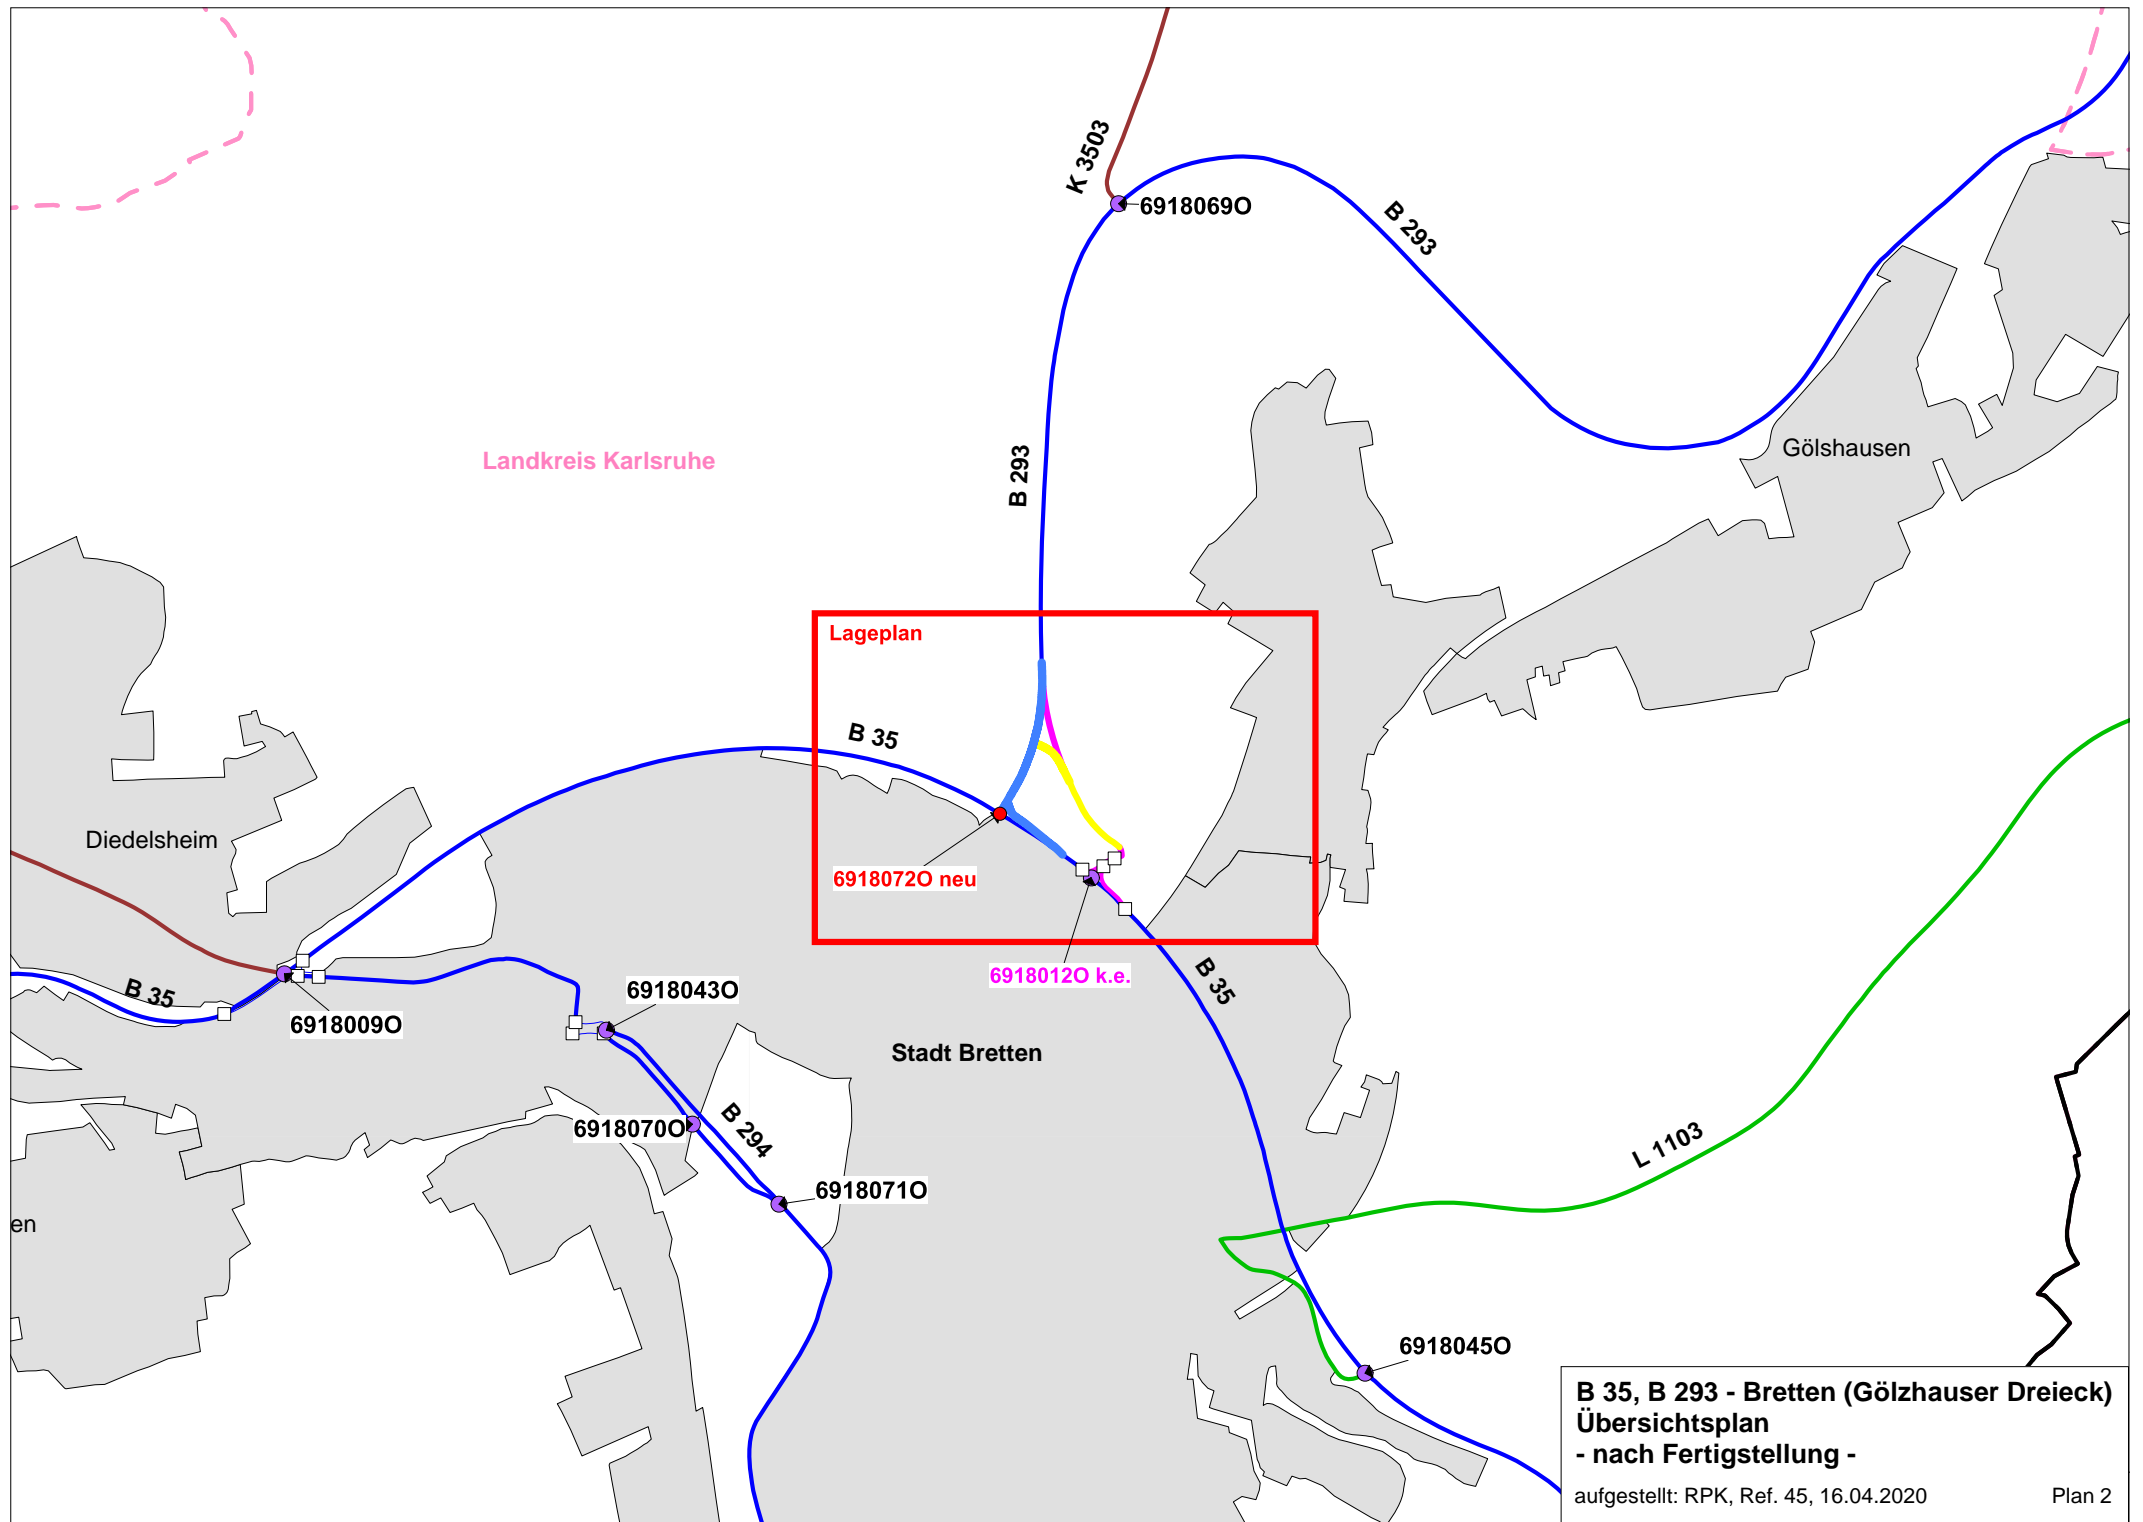 K 3503
6918069O
B 293
Landkreis Karlsruhe
B 293
Gölshausen
Lageplan
B 35
Diedelsheim
6918072O neu
6918012O k.e.
B 35
B 35
6918043O
6918009O
Stadt Bretten
6918070O
B 294
L 1103
6918071O
en
6918045O
B 35, B 293 - Bretten (Gölzhauser Dreieck)
Übersichtsplan
- nach Fertigstellung -
aufgestellt: RPK, Ref. 45, 16.04.2020
Plan 2